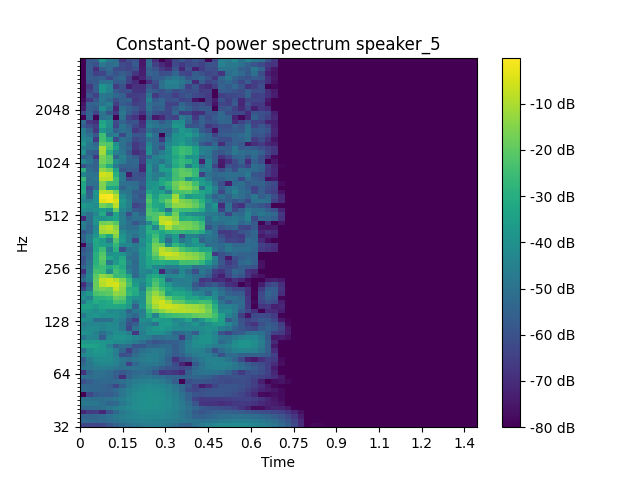 Constant-Q power spectrum speaker_5
Hz
2048
1024
512
256
128
64
32
0 0.15 0.3 0.45 0.6 0.75 0.9 1.1 1.2 1.4
Time
-10 dB
-20 dB
-30 dB
-40 dB
-50 dB
-60 dB
-70 dB
-80 dB